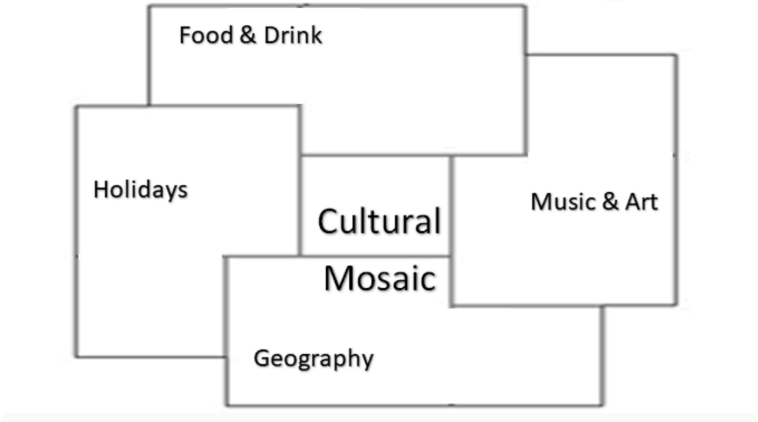 Food & Drink
Holidays
Music & Art
Cultural
Mosaic
Geography